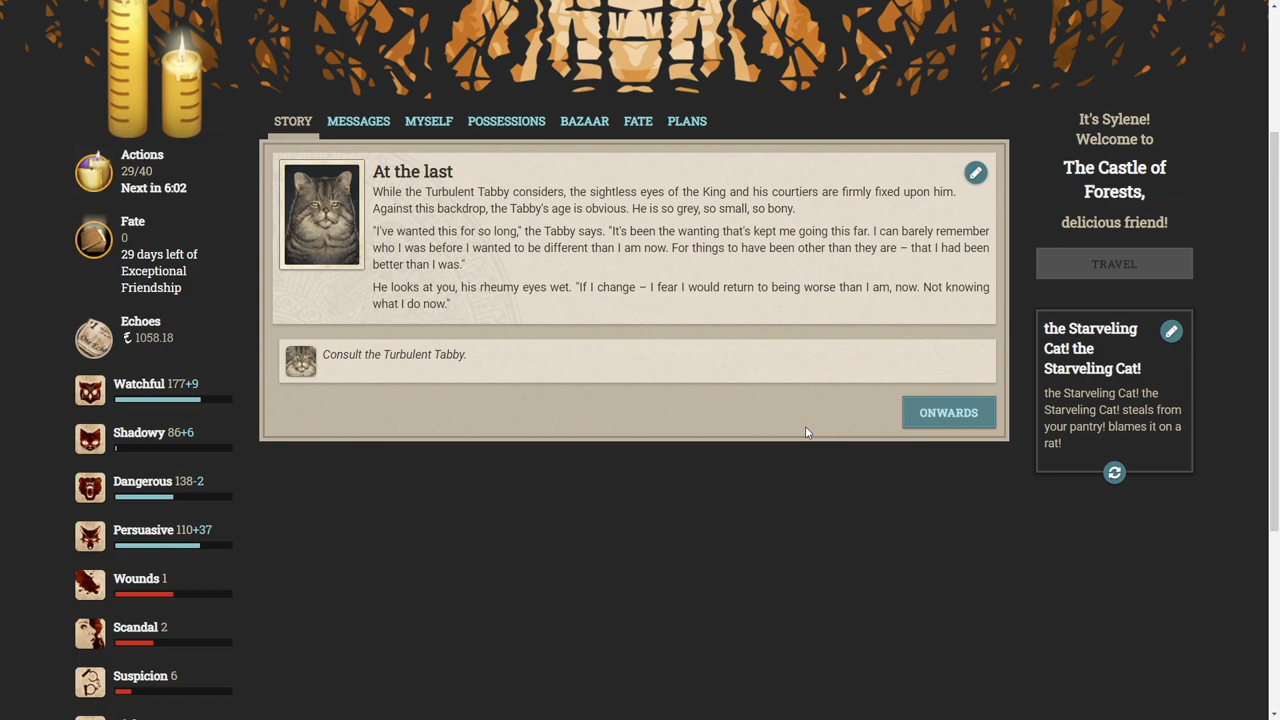 STORY MESSAGES MYSELF POSSESSIONS BAZAAR FATE PLANS
Actions
29/40
Next in 6:02
Fate
0
29 days left of
Exceptional
Friendship
Echoes
1058.18
Watchful 177+9
Shadowy 86+6
Dangerous 138-2
Persuasive 110+37
Wounds 1
Scandal 2
Suspicion 6
At the last
While the Turbulent Tabby considers, the sightless eyes of the King and his courtiers are firmly fixed upon him.
Against this backdrop, the Tabby's age is obvious. He is so grey, so small, so bony.
"I've wanted this for so long," the Tabby says. "It's been the wanting that's kept me going this far. I can barely remember
who I was before I wanted to be different than I am now. For things to have been other than they are – that I had been
better than I was."
He looks at you, his rheumy eyes wet. "If I change – I fear I would return to being worse than I am, now. Not knowing
what I do now."
Consult the Turbulent Tabby.
ONWARDS
It's Sylene!
Welcome to
The Castle of
Forests,
delicious friend!
TRAVEL
the Starveling
Cat! the
Starveling Cat!
the Starveling Cat! the
Starveling Cat! steals from
your pantry! blames it on a
rat!